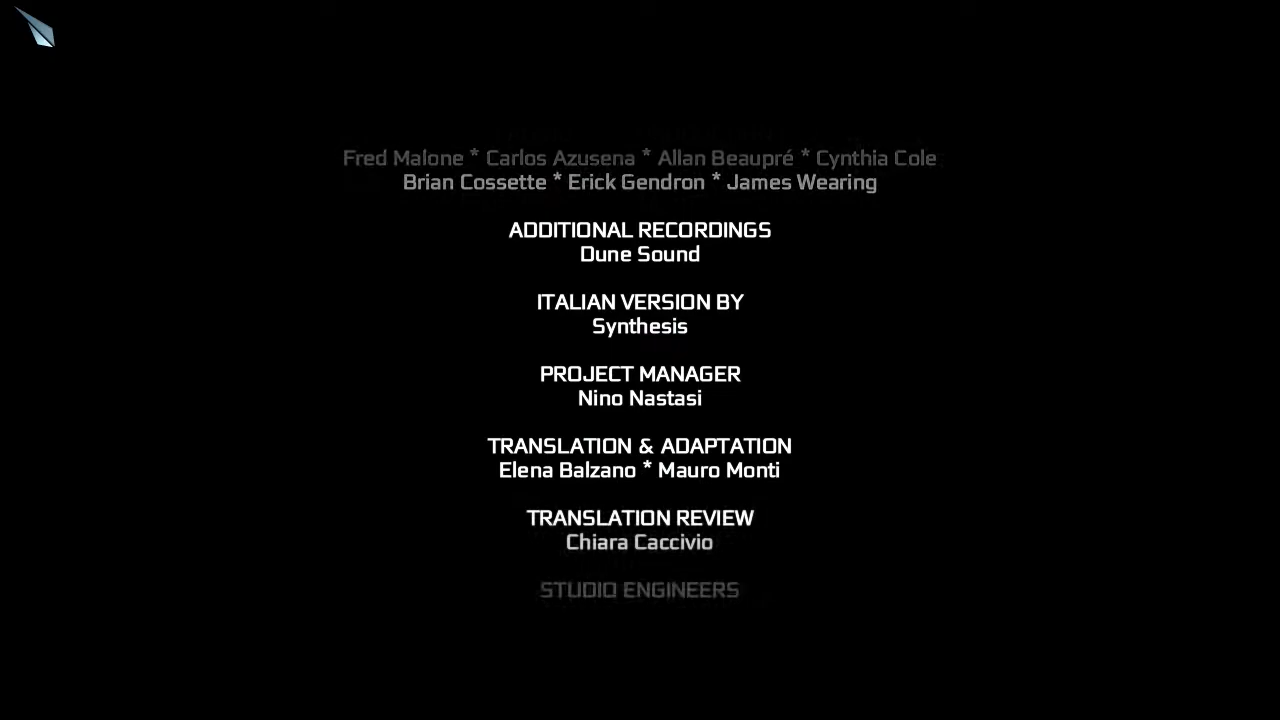 Fred Malone * Carlos Azusena * Allan Beaupré * Cynthia Cole
Brian Cossette * Erick Gendron * James Wearing
ADDITIONAL RECORDINGS
Dune Sound
ITALIAN VERSION BY
Synthesis
PROJECT MANAGER
Nino Nastasi
TRANSLATION & ADAPTATION
Elena Balzano * Mauro Monti
TRANSLATION REVIEW
Chiara Caccivio
STUDIO ENGINEERS